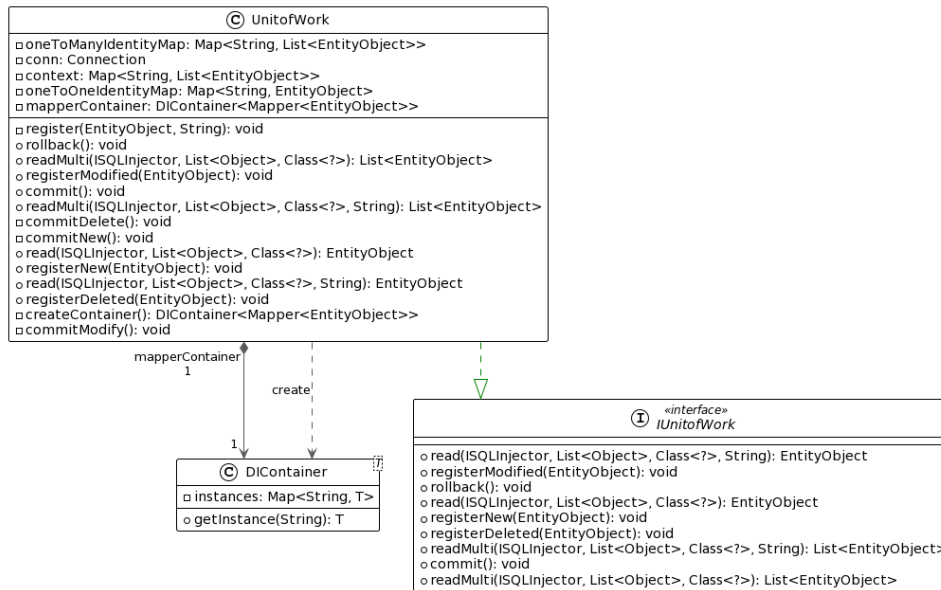 C UnitofWork
oneToManyIdentityMap: Map<String, List<EntityObject>>
conn: Connection
context: Map<String, List<EntityObject>>
oneToOneIdentityMap: Map<String, EntityObject>
mapperContainer: DIContainer<Mapper<EntityObject>>
register(EntityObject, String): void
rollback(): void
readMulti(ISQLInjector, List<Object>, Class<?>): List<EntityObject>
registerModified(EntityObject): void
commit(): void
readMulti(ISQLInjector, List<Object>, Class<?>, String): List<EntityObject>
commitDelete(): void
commitNew(): void
read(ISQLInjector, List<Object>, Class<?>): EntityObject
registerNew(EntityObject): void
read(ISQLInjector, List<Object>, Class<?>, String): EntityObject
registerDeleted(EntityObject): void
createContainer(): DIContainer<Mapper<EntityObject>>
commitModify(): void
mapperContainer
1
create
1
C DIContainer T
instances: Map<String, T>
getInstance(String): T
«interface»
I IUnitofWork
read(ISQLInjector, List<Object>, Class<?>, String): EntityObject
registerModified(EntityObject): void
rollback(): void
read(ISQLInjector, List<Object>, Class<?>): EntityObject
registerNew(EntityObject): void
registerDeleted(EntityObject): void
readMulti(ISQLInjector, List<Object>, Class<?>, String): List<EntityObject>
commit(): void
readMulti(ISQLInjector, List<Object>, Class<?>): List<EntityObject>